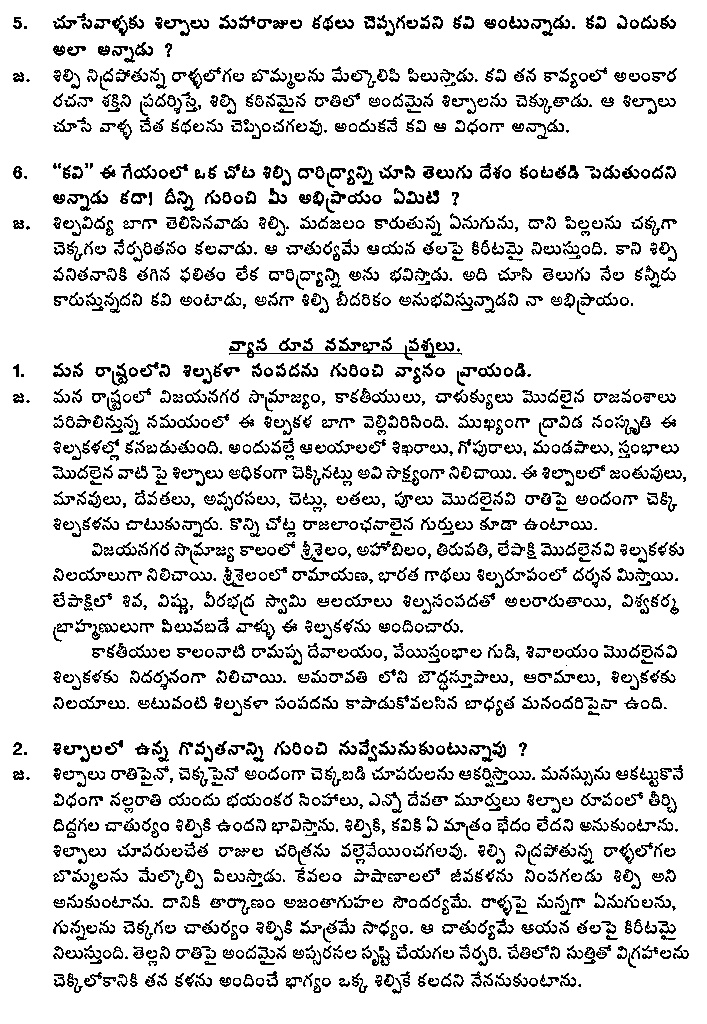 5. చూసేవాళ్ళకు శిల్పాలు మహారాజుల కథలు చెప్పగలవని కవి అంటున్నాడు. కవి ఎందుకు
అలా అన్నాడు ?
జ. శిల్పి నిద్రపోతున్న రాళ్ళలోగల బొమ్మలను మేల్కొలిపి పిలుస్తాడు. కవి తన కావ్యంలో అలంకార
రచనా శక్తిని ప్రదర్శిస్తే, శిల్పి కఠినమైన రాతిలో అందమైన శిల్పాలను చెక్కుతాడు. ఆ శిల్పాలు
చూసే వాళ్ళ చేత కథలను చెప్పించగలవు. అందుకనే కవి ఆ విధంగా అన్నాడు.
6. “కవి” ఈ గేయంలో ఒక చోట శిల్పి దారిద్ర్యాన్ని చూసి తెలుగు దేశం కంటతడి పెడుతుందని
అన్నాడు కదా! దీన్ని గురించి మీ అభిప్రాయం ఏమిటి ?
జ. శిల్పవిద్య బాగా తెలిసినవాడు శిల్పి. మదజలం కారుతున్న ఏనుగును, దాని పిల్లలను చక్కగా
చెక్కగల నేర్పరితనం కలవాడు. ఆ చాతుర్యమే ఆయన తలపై కిరీటమై నిలుస్తుంది. కాని శిల్పి
పనితనానికి తగిన ఫలితం లేక దారిద్ర్యాన్ని అను భవిస్తాడు. అది చూసి తెలుగు నేల కన్నీరు
కారుస్తున్నదని కవి అంటాడు, అనగా శిల్పి బీదరికం అనుభవిస్తున్నాడని నా అభిప్రాయం.
వ్యాస రూప సమాభాన ప్రశ్నలు.
1. మన రాష్ట్రంలోని శిల్పకళా సంపదను గురించి వ్యాసం వ్రాయండి.
జ. మన రాష్ట్రంలో విజయనగర సామ్రాజ్యం, కాకతీయులు, చాళుక్యులు మొదలైన రాజవంశాలు
పరిపాలిస్తున్న సమయంలో ఈ శిల్పకళ బాగా వెల్లివిరిసింది. ముఖ్యంగా ద్రావిడ సంస్కృతి ఈ
శిల్పకళల్లో కనబడుతుంది. అందువల్లే ఆలయాలలో శిఖరాలు, గోపురాలు, మండపాలు, స్తంభాలు
మొదలైన వాటి పై శిల్పాలు అధికంగా చెక్కినట్లు అవి సాక్ష్యంగా నిలిచాయి. ఈ శిల్పాలలో జంతువులు,
మానవులు, దేవతలు, అప్సరసలు, చెట్లు, లతలు, పూలు మొదలైనవి రాతిపై అందంగా చెక్కి
శిల్పకళను చాటుకున్నారు. కొన్ని చోట్ల రాజలాంఛనాలైన గుర్తులు కూడా ఉంటాయి.
విజయనగర సామ్రాజ్య కాలంలో శ్రీశైలం, అహోబిలం, తిరుపతి, లేపాక్షి మొదలైనవి శిల్పకళకు
నిలయాలుగా నిలిచాయి. శ్రీశైలంలో రామాయణ, భారత గాథలు శిల్పరూపంలో దర్శన మిస్తాయి.
లేపాక్షిలో శివ, విష్ణు, వీరభద్ర స్వామి ఆలయాలు శిల్పసంపదతో అలరారుతాయి, విశ్వకర్మ
బ్రాహ్మణులుగా పిలువబడే వాళ్ళు ఈ శిల్పకళను అందించారు.
కాకతీయుల కాలంనాటి రామప్ప దేవాలయం, వేయిస్తంభాల గుడి, శివాలయం మొదలైనవి
శిల్పకళకు నిదర్శనంగా నిలిచాయి. అమరావతి లోని బౌద్ధస్తూపాలు, ఆరామాలు, శిల్పకళకు
నిలయాలు. అటువంటి శిల్పకళా సంపదను కాపాడుకోవలసిన బాధ్యత మనందరిపైనా ఉంది.
2. శిల్పాలలో ఉన్న గొప్పతనాన్ని గురించి నువ్వేమనుకుంటున్నావు ?
జ. శిల్పాలు రాతిపైనో, చెక్కపైనో అందంగా చెక్కబడి చూపరులను ఆకర్షిస్తాయి. మనస్సును ఆకట్టుకొనే
విధంగా నల్లరాతి యందు భయంకర సింహాలు, ఎన్నో దేవతా మూర్తులు శిల్పాల రూపంలో తీర్చి
దిద్దగల చాతుర్యం శిల్పికి ఉందని భావిస్తాను. శిల్పికి, కవికి ఏ మాత్రం భేదం లేదని అనుకుంటాను.
శిల్పాలు చూపరులచేత రాజుల చరిత్రను వల్లెవేయించగలవు. శిల్పి నిద్రపోతున్న రాళ్ళలోగల
బొమ్మలను మేల్కొల్పి పిలుస్తాడు. కేవలం పాషాణాలలో జీవకళను నింపగలడు శిల్పి అని
అనుకుంటాను. దానికి తార్కాణం అజంతాగుహల సౌందర్యమే. రాళ్ళపై నున్నగా ఏనుగులను,
గున్నలను చెక్కగల చాతుర్యం శిల్పికి మాత్రమే సాధ్యం. ఆ చాతుర్యమే ఆయన తలపై కిరీటమై
నిలుస్తుంది. తెల్లని రాతిపై అందమైన అప్సరసల సృష్టి చేయగల నేర్పరి. చేతిలోని సుత్తితో విగ్రహాలను
చెక్కిలోకానికి తన కళను అందించే భాగ్యం ఒక్క శిల్పికే కలదని నేననుకుంటాను.